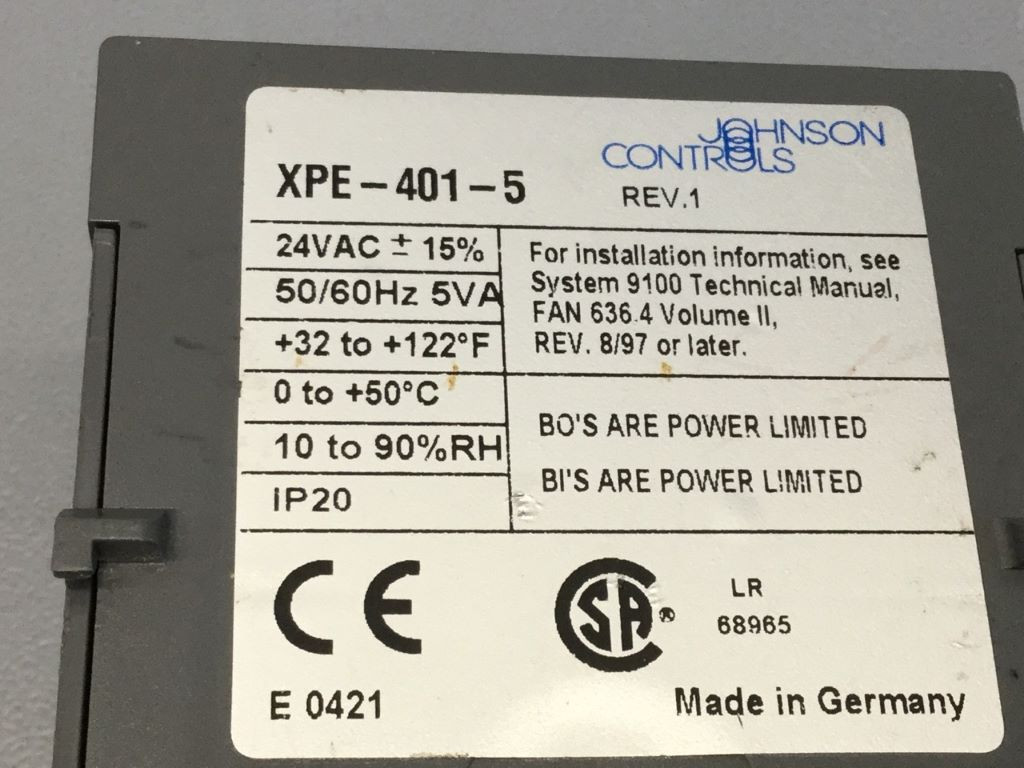 JOHNSON
CONTROLS
XPE-401-5
REV.1
24VAC ± 15%
50/60Hz 5VA
+32 to +122°F
0 to +50°C
10 to 90%RH
IP20
For installation information, see
System 9100 Technical Manual,
FAN 636.4 Volume II,
REV. 8/97 or later.
BO'S ARE POWER LIMITED
BI'S ARE POWER LIMITED
CE
SA®
LR
68965
E 0421
Made in Germany